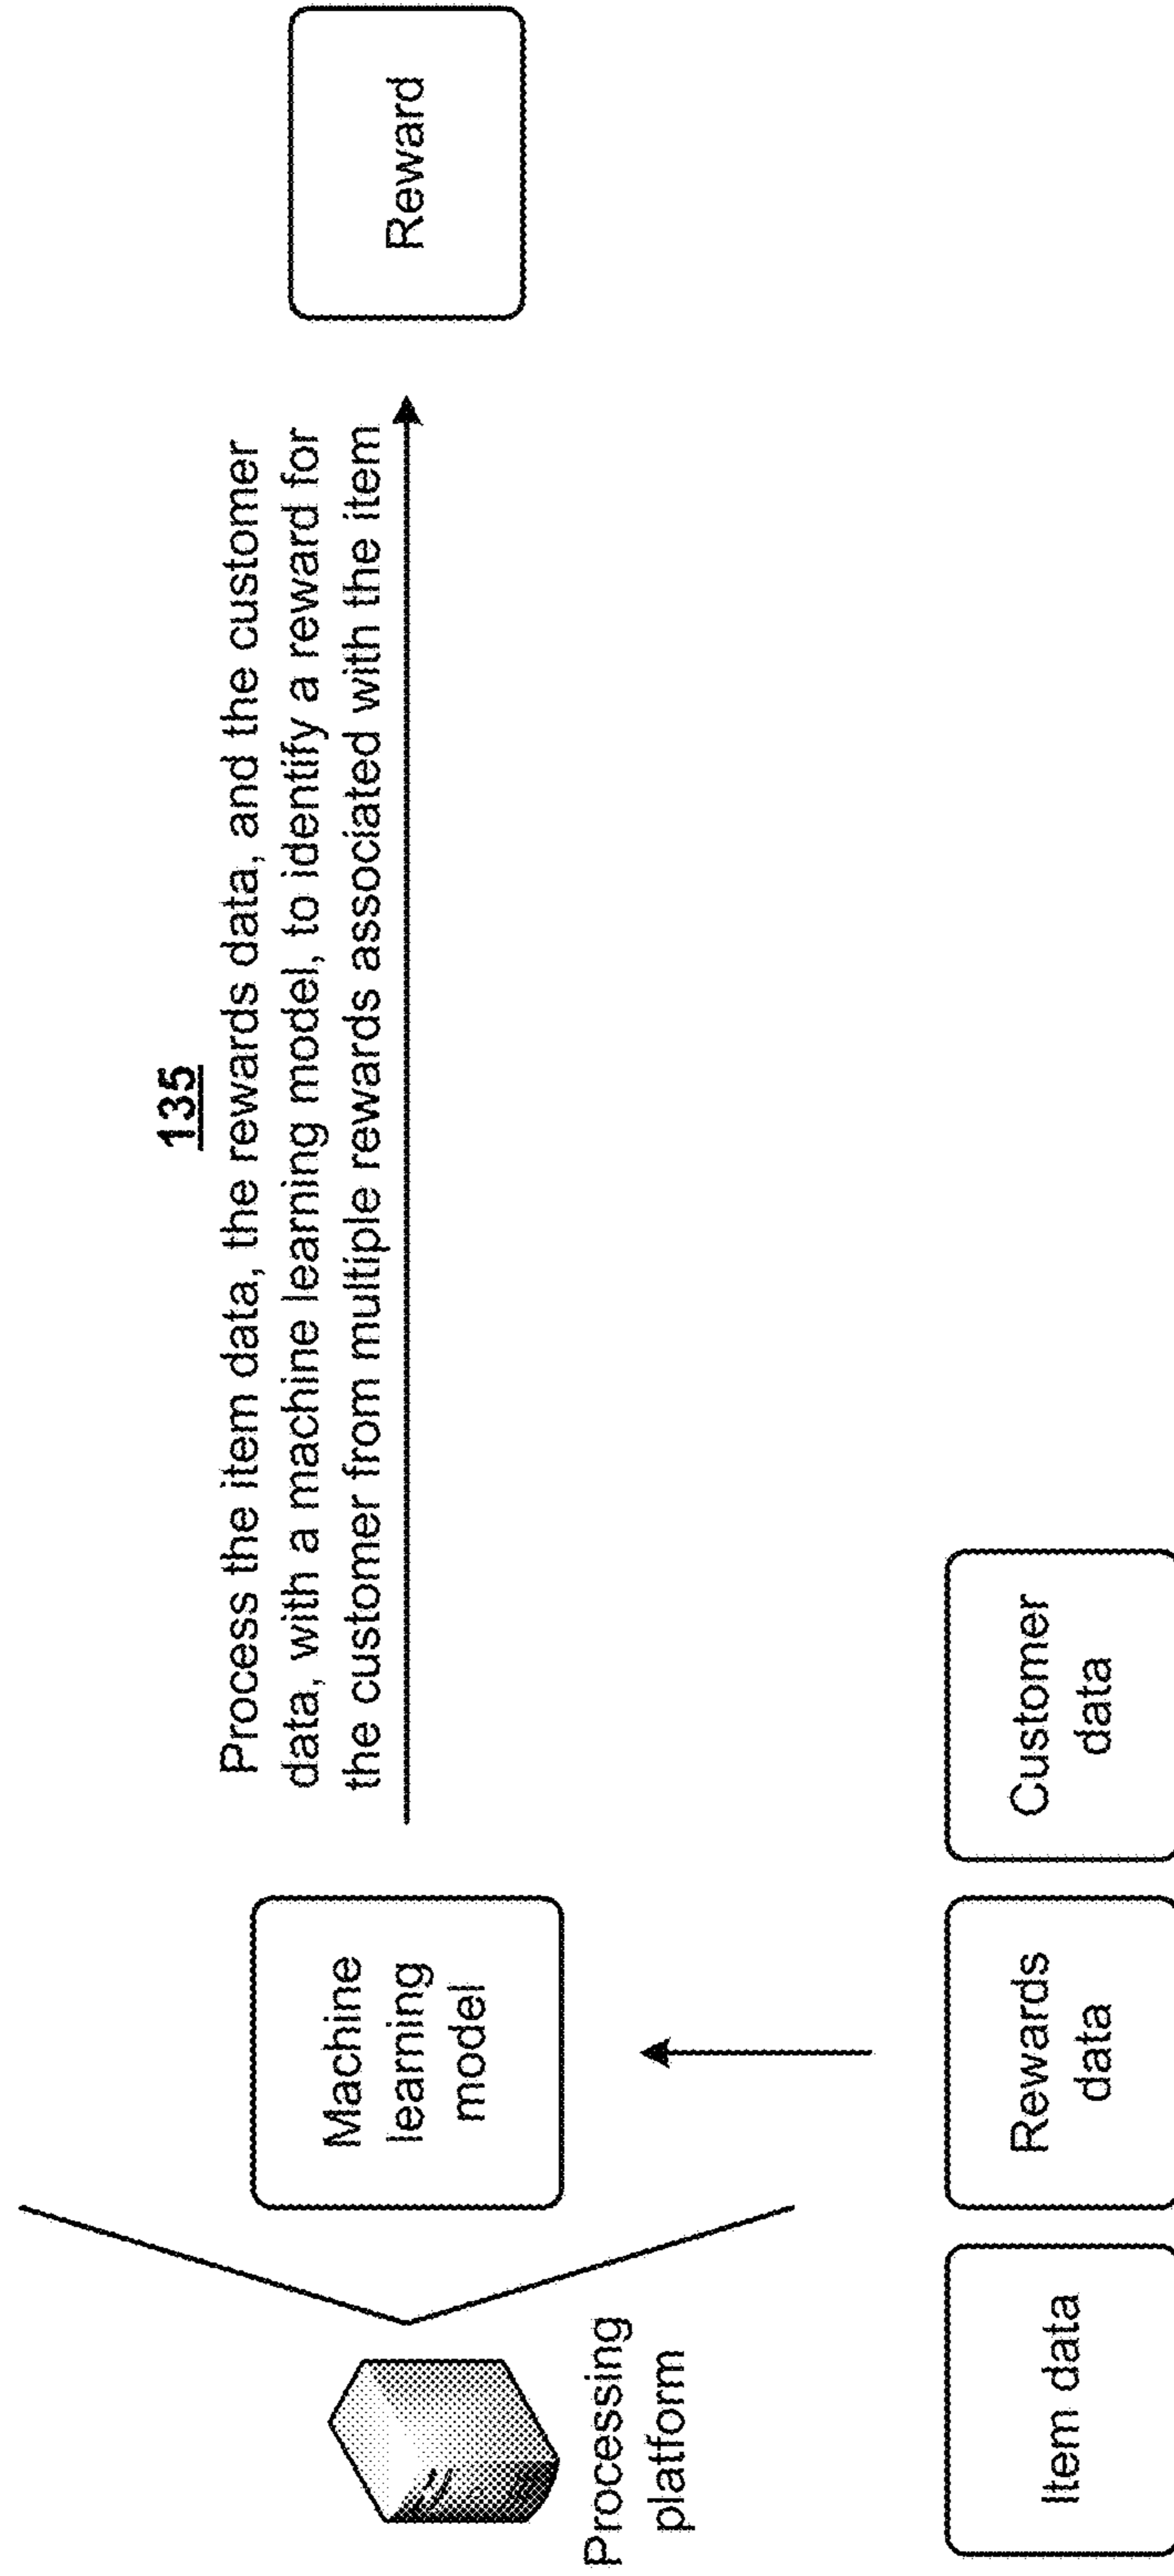 135
Process the item data, the rewards data, and the customer
data, with a machine learning model, to identify a reward for
the customer from multiple rewards associated with the item
Reward
Machine
learning
model
Processing
platform
Item data
Rewards
data
Customer
data